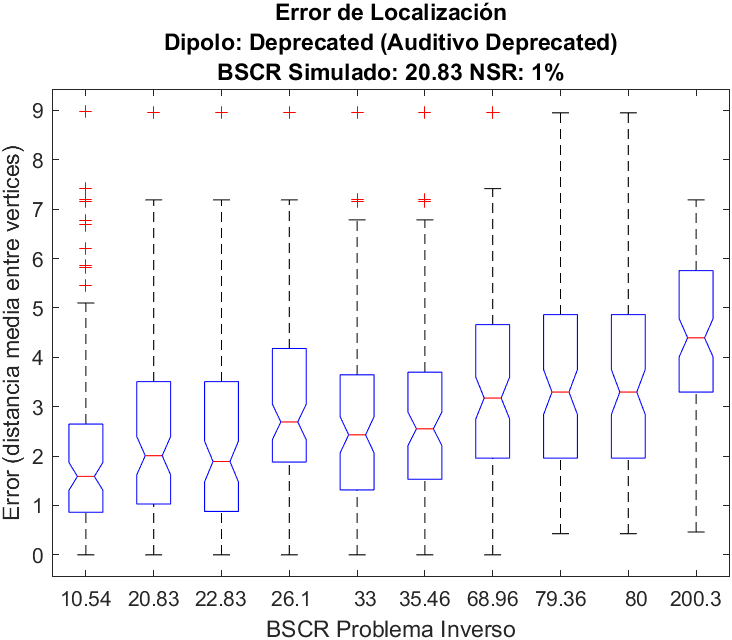 Error de Localización
Dipolo: Deprecated (Auditivo Deprecated)
BSCR Simulado: 20.83 NSR: 1%
Error (distancia media entre vertices)
9
8
7
6
5
4
3
2
1
0
10.54 20.83 22.83 26.1 33 35.46 68.96 79.36 80 200.3
BSCR Problema Inverso